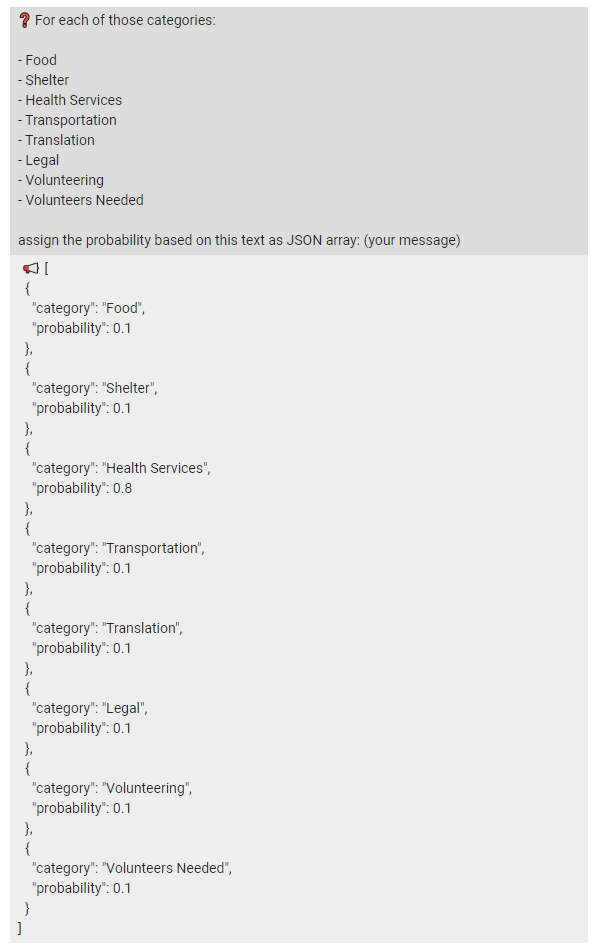 ❓ For each of those categories:
- Food
- Shelter
- Health Services
- Transportation
- Translation
- Legal
- Volunteering
- Volunteers Needed
assign the probability based on this text as JSON array: (your message)
[
{
"category": "Food",
"probability": 0.1
},
{
"category": "Shelter",
"probability": 0.1
},
{
"category": "Health Services",
"probability": 0.8
},
{
"category": "Transportation",
"probability": 0.1
},
{
"category": "Translation",
"probability": 0.1
},
{
"category": "Legal",
"probability": 0.1
},
{
"category": "Volunteering",
"probability": 0.1
},
{
"category": "Volunteers Needed",
"probability": 0.1
}
]